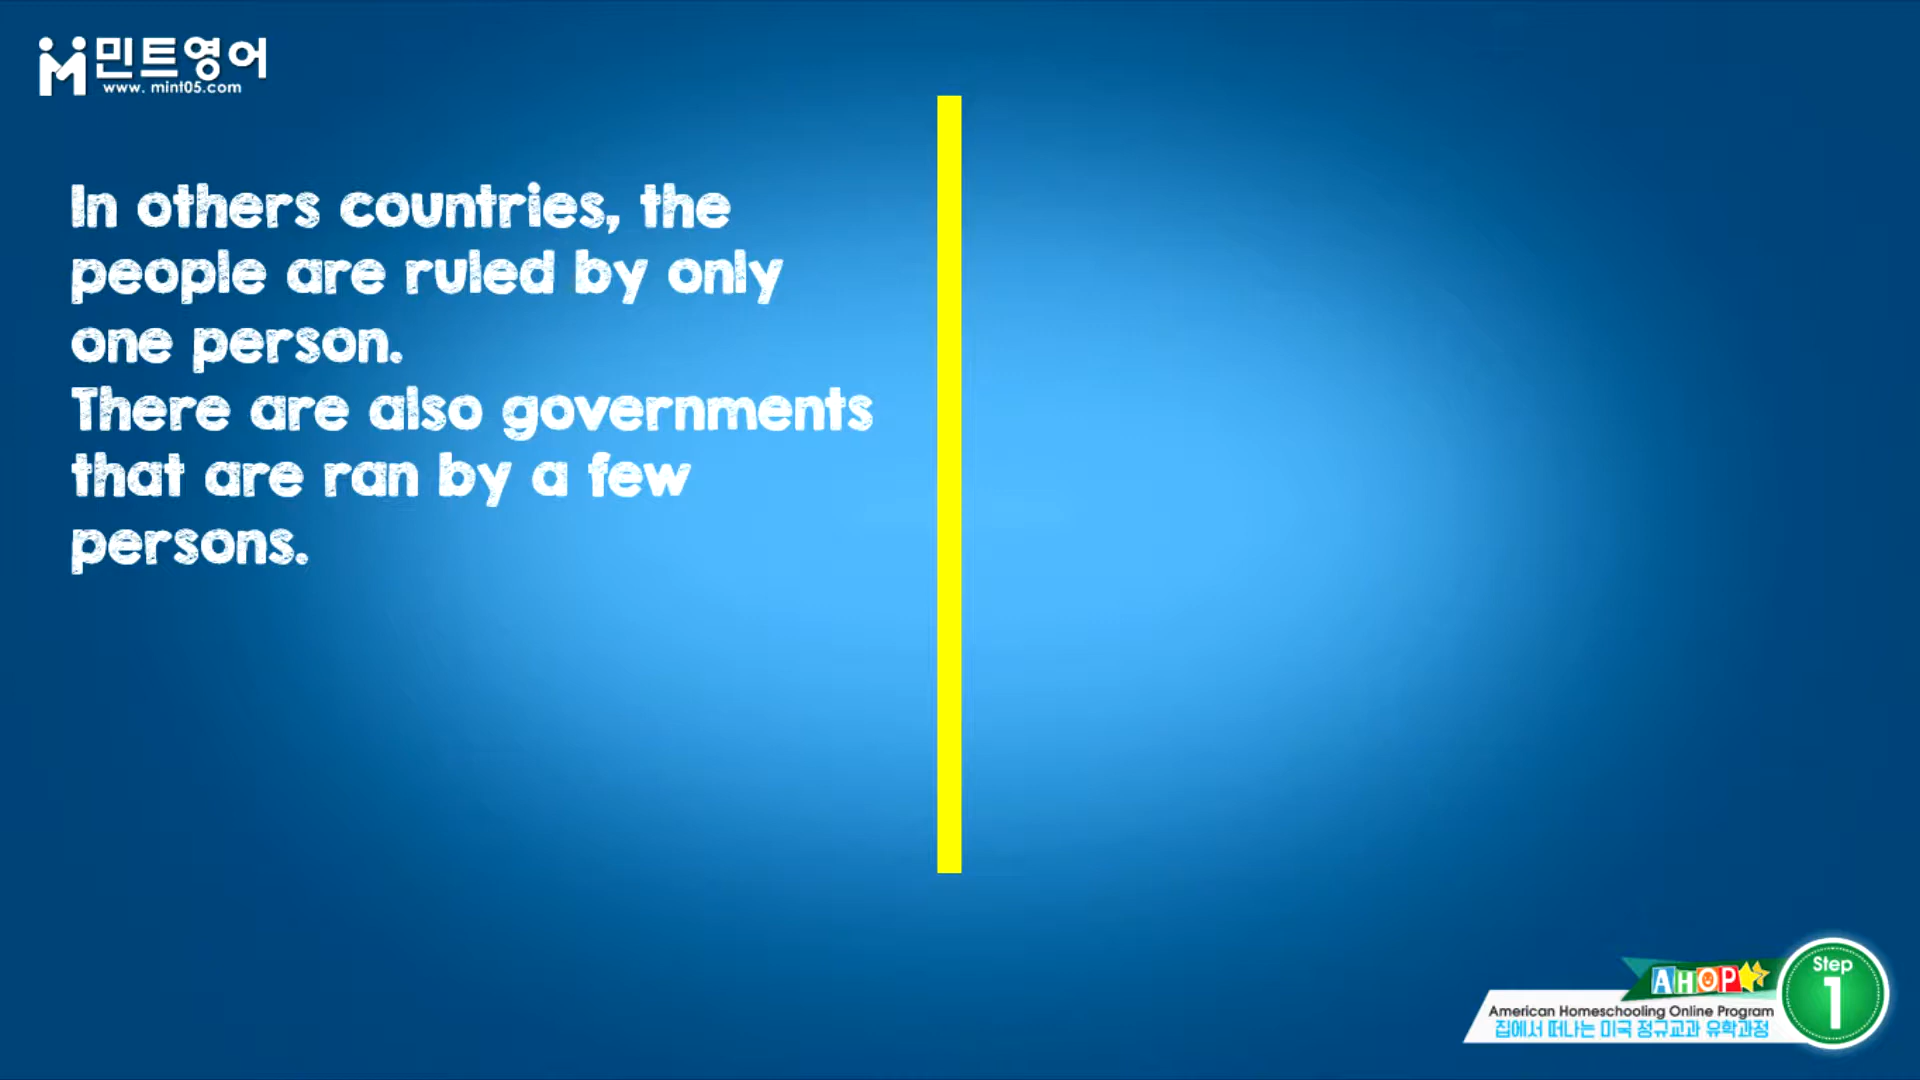 민트영어
www. mint05.com
In others countries, the
people are ruled by only
one person.
There are also governments
that are ran by a few
persons.
AHOP
Step
1
American Homeschooling Online Program
집에서 떠나는 미국 정규교과 유학과정